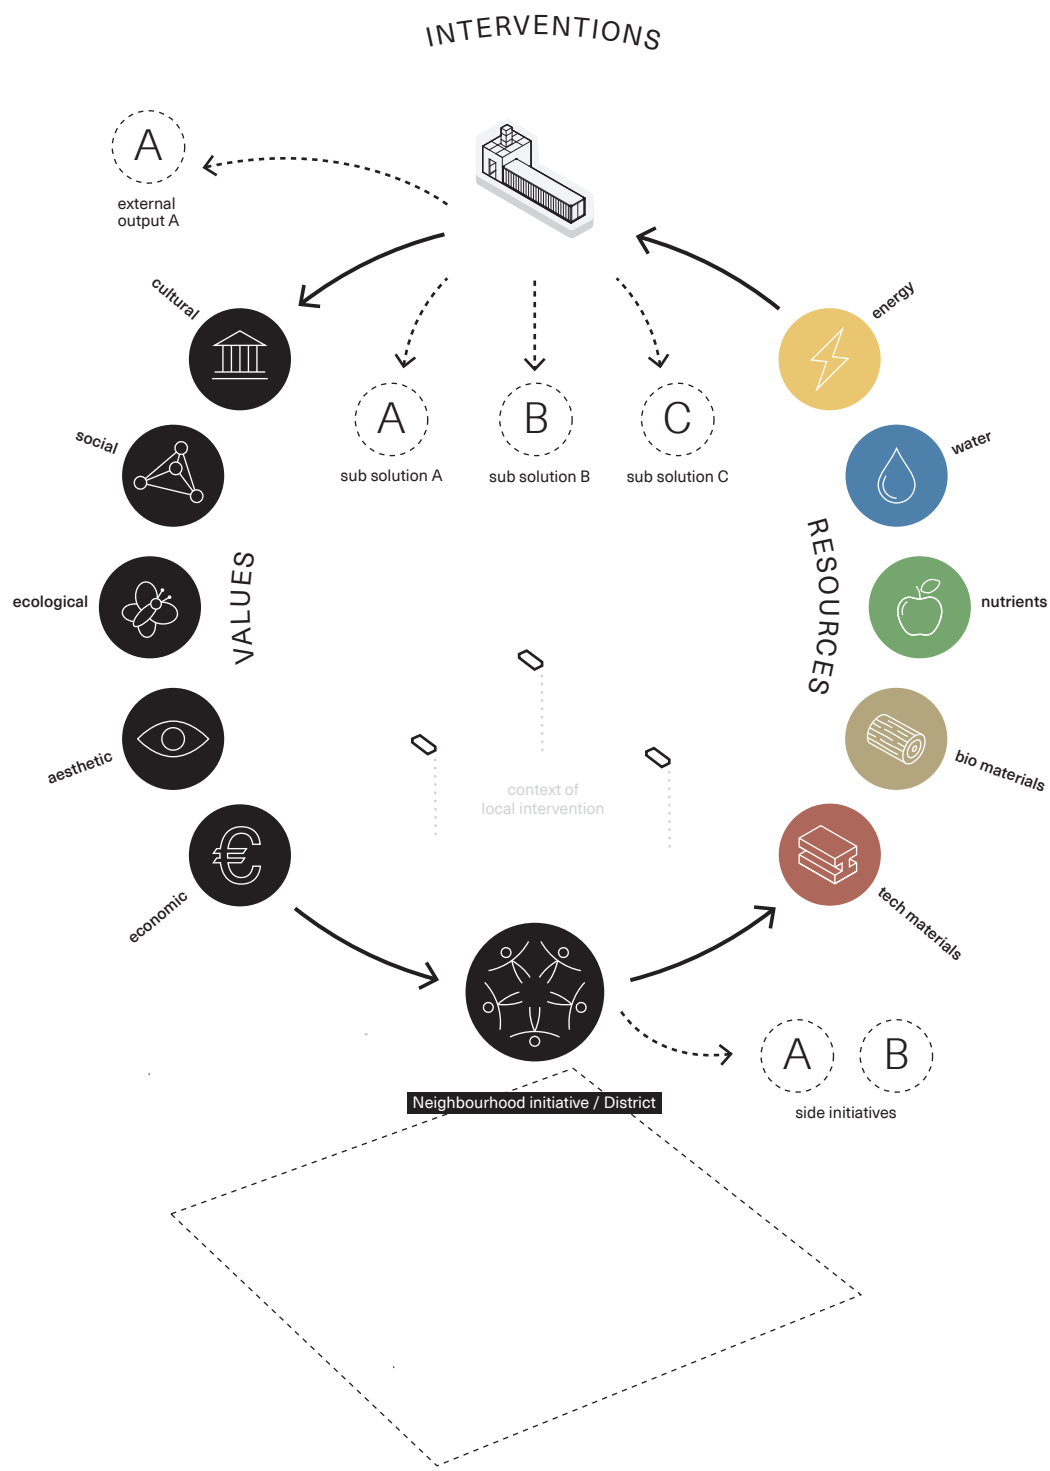 INTERVENTIONS
A
external
output A
cultural
energy
A
B
C
social
water
sub solution A
sub solution B
sub solution C
VALUES
RESOURCES
ecological
nutrients
aesthetic
bio materials
context of
local intervention
€
economic
tech materials
A
B
Neighbourhood initiative / District
side initiatives